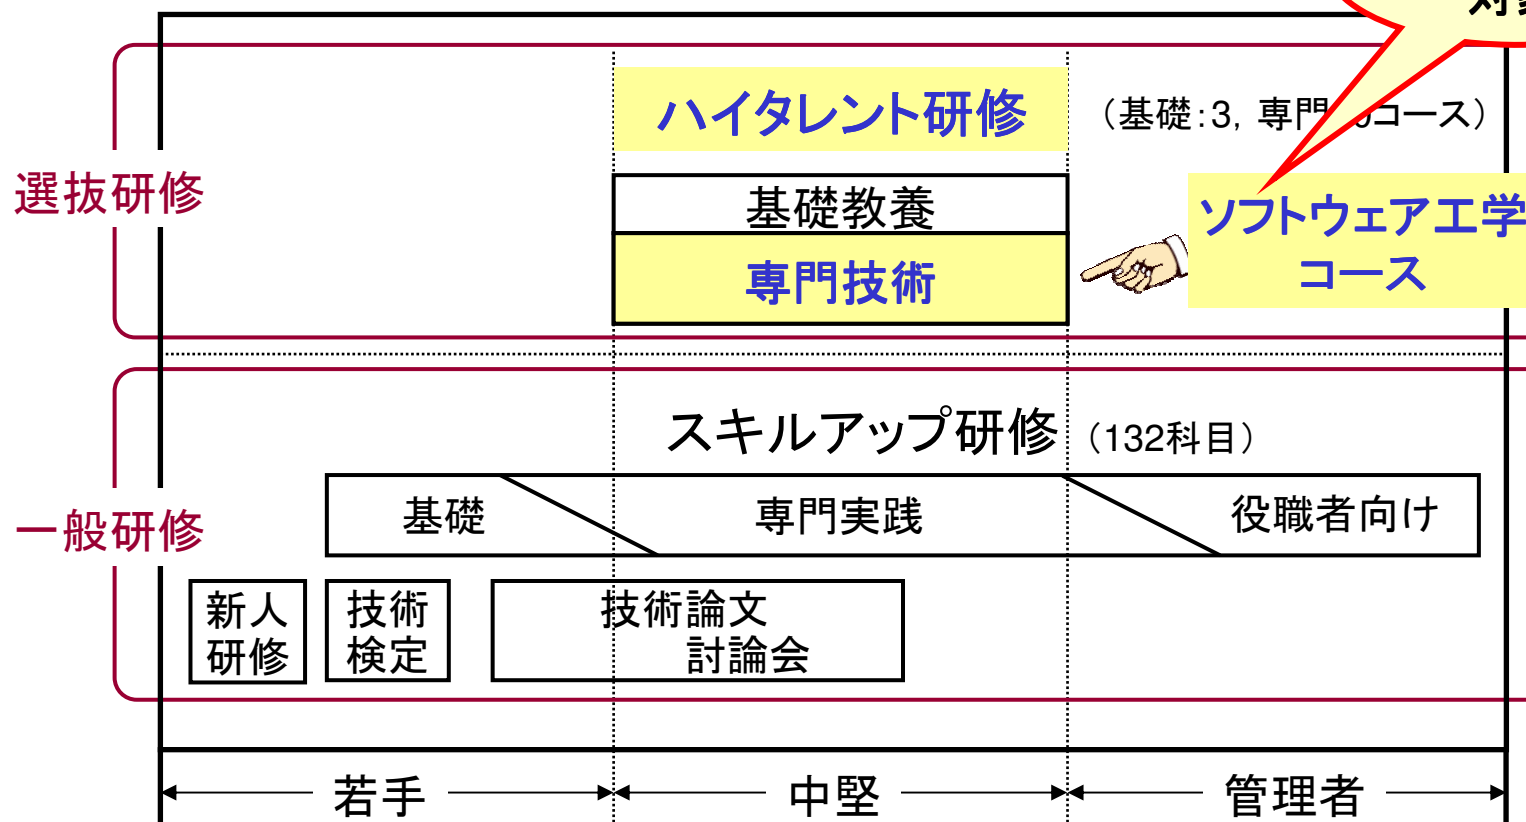 対象
ハイタレント研修
（基礎：3，専門
コース）
選抜研修
基礎教養
専門技術
ソフトウェア工学
コース
スキルアップ研修
（132科目）
基礎
専門実践
役職者向け
一般研修
新人
研修
技術
検定
技術論文
討論会
若手
中堅
管理者